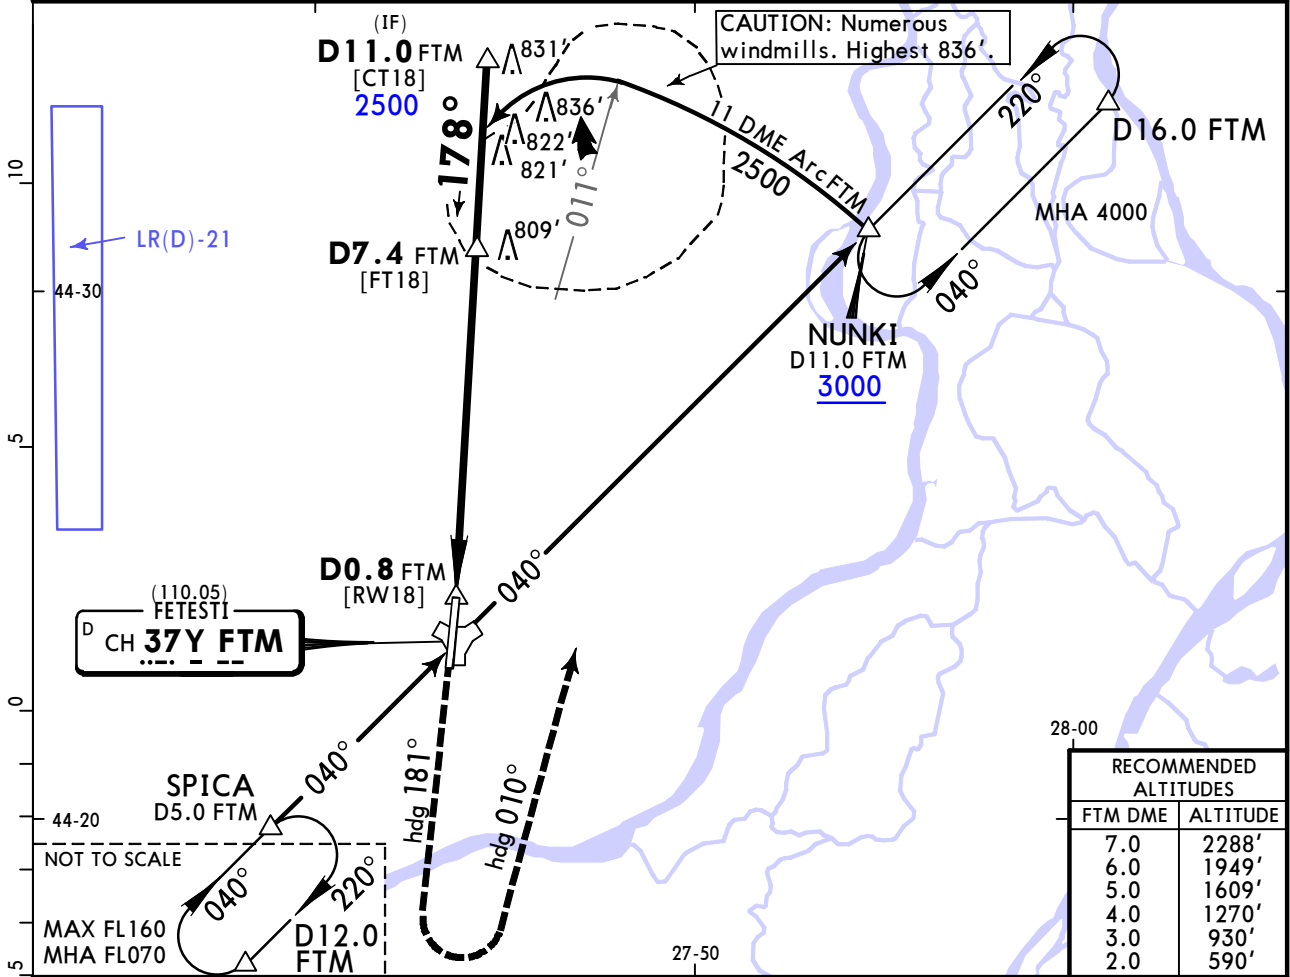 (IF)
D11.0 FTM
[CT18]
2500
831'
CAUTION: Numerous
windmills. Highest 836'.
178°
836'
822'
821'
011°
11 DME Arc FTM
2500
220°
D16.0 FTM
MHA 4000
040°
10
LR(D)-21
809'
D7.4 FTM
[FT18]
44-30
NUNKI
D11.0 FTM
3000
5
D0.8 FTM
[RW18]
040°
(110.05)
FETESTI
D CH 37Y FTM
0
28-00
hdg 181°
hdg 010°
040°
SPICA
D5.0 FTM
44-20
NOT TO SCALE
040°
220°
MAX FL160
MHA FL070
D12.0
FTM
27-50
5
RECOMMENDED
ALTITUDES
FTM DME ALTITUDE
7.0 2288'
6.0 1949'
5.0 1609'
4.0 1270'
3.0 930'
2.0 590'